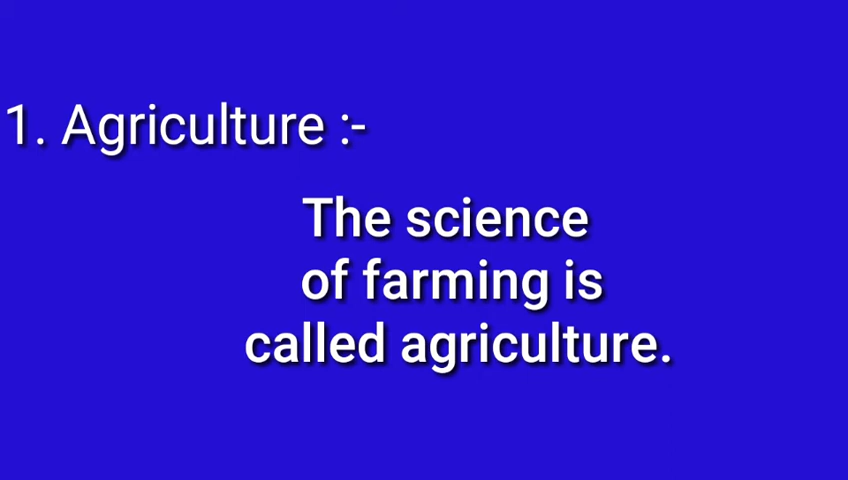 1. Agriculture :-
The science
of farming is
called agriculture.